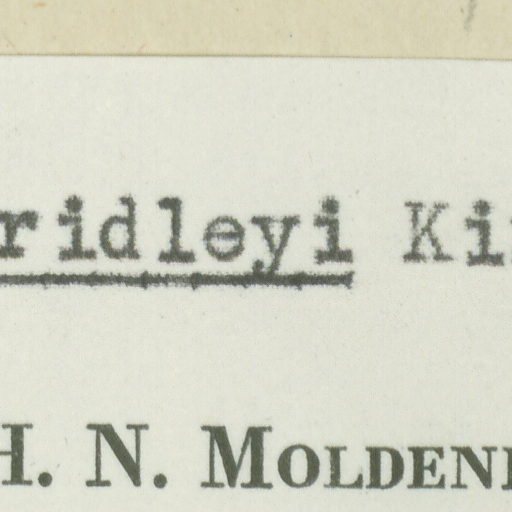 ridleyi Ki
H. N. MOLDEN